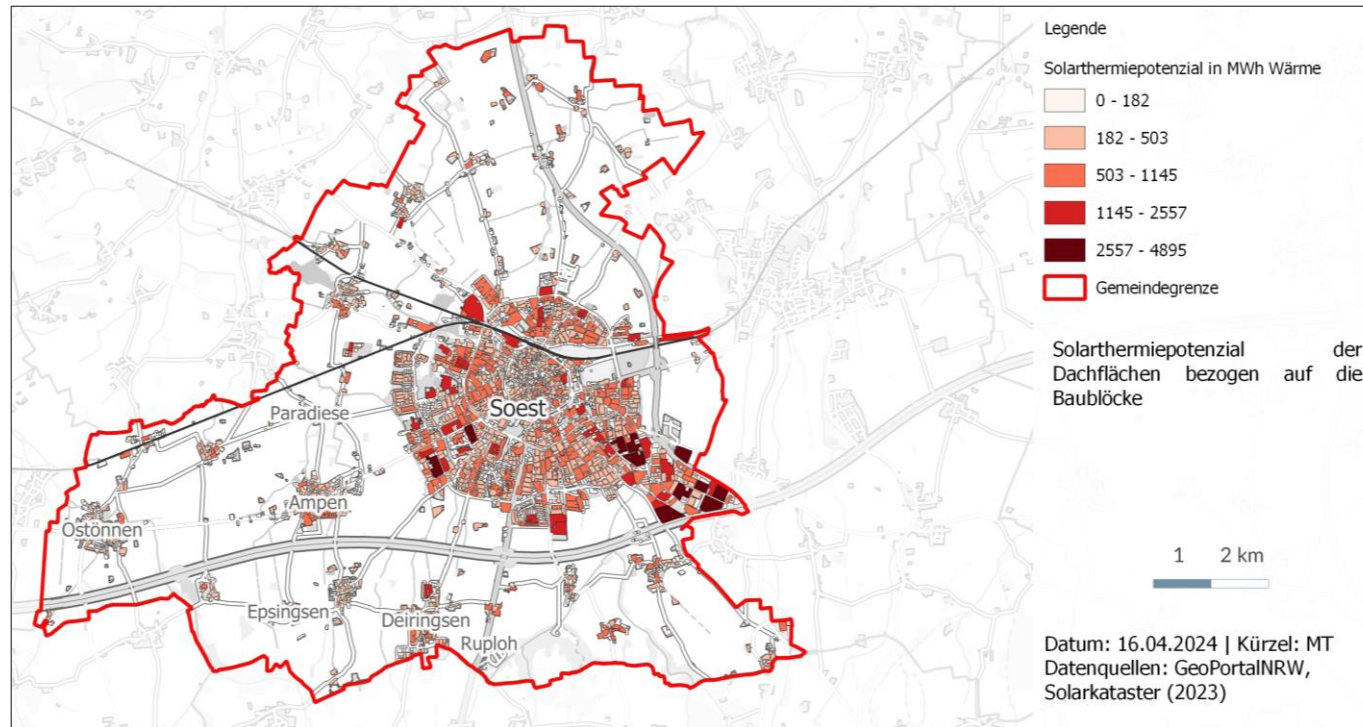 Legende
Solarthermiepotenzial in MWh Wärme
0 - 182
182 - 503
503 - 1145
1145 - 2557
2557 - 4895
Gemeindegrenze
Solarthermiepotenzial der
Dachflächen bezogen auf die
Baublöcke
Paradiese
Soest
Ampen
Ostönnen
Epsingsen
Deiringsen
Ruploh
1 2 km
Datum: 16.04.2024 | Kürzel: MT
Datenquellen: GeoPortalNRW,
Solarkataster (2023)